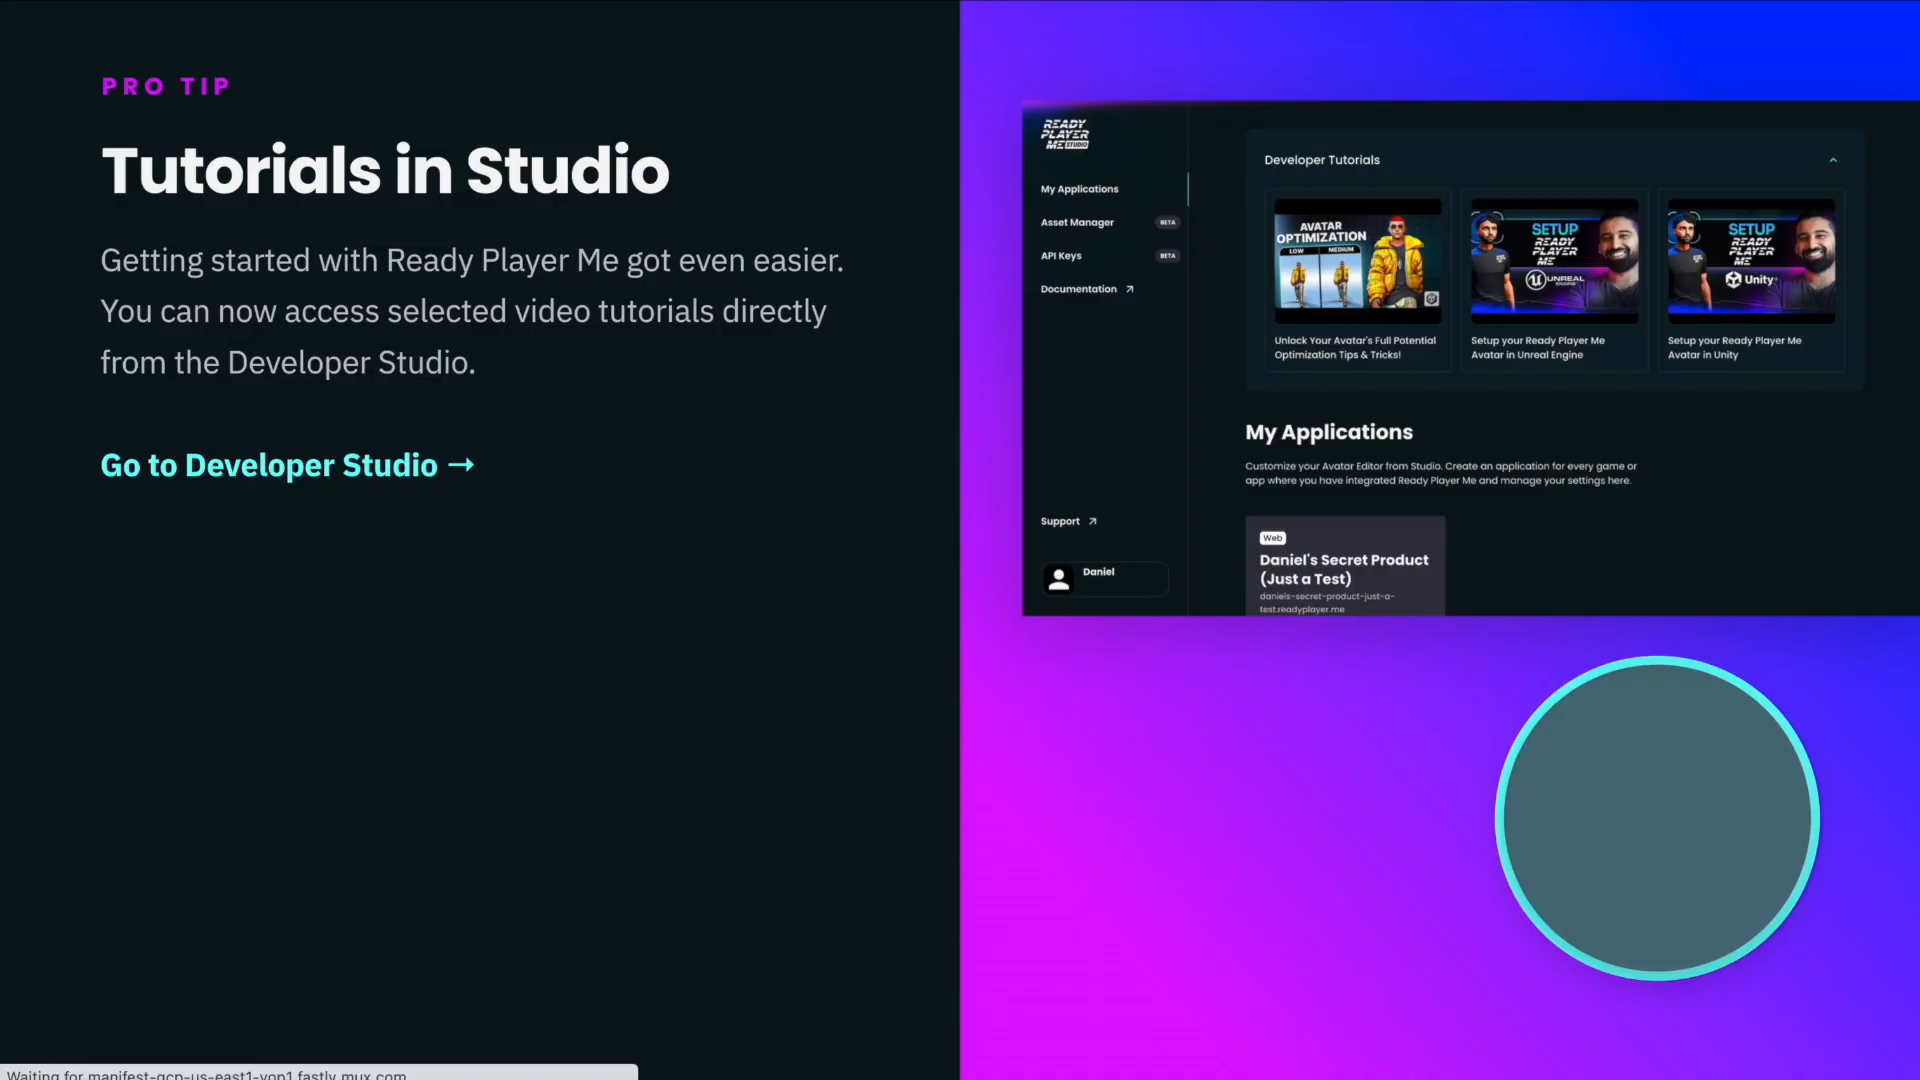 PRO TIP
Tutorials in Studio
Getting started with Ready Player Me got even easier.
You can now access selected video tutorials directly
from the Developer Studio.
Go to Developer Studio →
READY
PLAYER
ME STUDIO
My Applications
Asset Manager BETA
API Keys BETA
Documentation ↗
Support ↗
Daniel
Developer Tutorials
AVATAR
OPTIMIZATION
LOW MEDIUM
Unlock Your Avatar's Full Potential
Optimization Tips & Tricks!
SETUP
READY
PLAYER
ME
UNREAL
ENGINE
Setup your Ready Player Me
Avatar in Unreal Engine
SETUP
READY
PLAYER
ME
Unity
Setup your Ready Player Me
Avatar in Unity
My Applications
Customize your Avatar Editor from Studio. Create an application for every game or
app where you have integrated Ready Player Me and manage your settings here.
Web
Daniel's Secret Product
(Just a Test)
daniels-secret-product-just-a-
test.readyplayer.me
Waiting for manifest-gcp-us-east1-vop1.fastly.mux.com